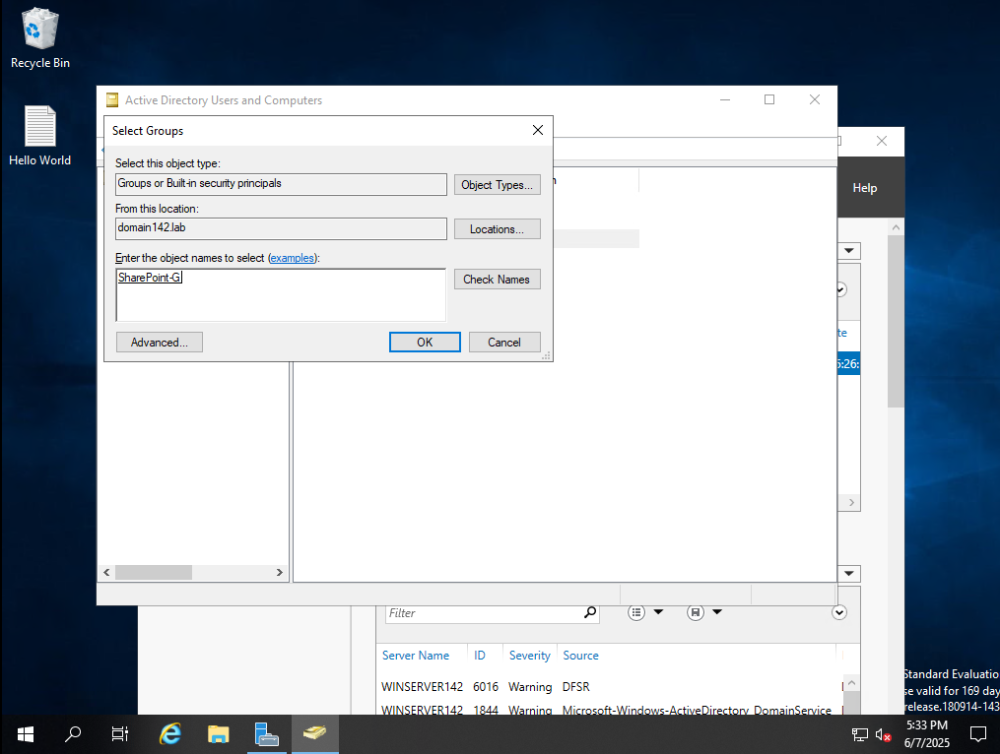 Recycle Bin
Hello World
Active Directory Users and Computers
Select Groups
Select this object type:
Groups or Built-in security principals
Object Types...
From this location:
domain142.lab
Locations...
Enter the object names to select (examples):
SharePoint-G
Check Names
Advanced...
OK
Cancel
Help
te
5:26:
Filter
Server Name ID Severity Source
WINSERVER142 6016 Warning DFSR
WINSERVER142 1844 Warning Microsoft-Windows-ActiveDirectory_DomainService
Standard Evaluatio
se valid for 169 day
release.180914-143
5:33 PM
6/7/2025